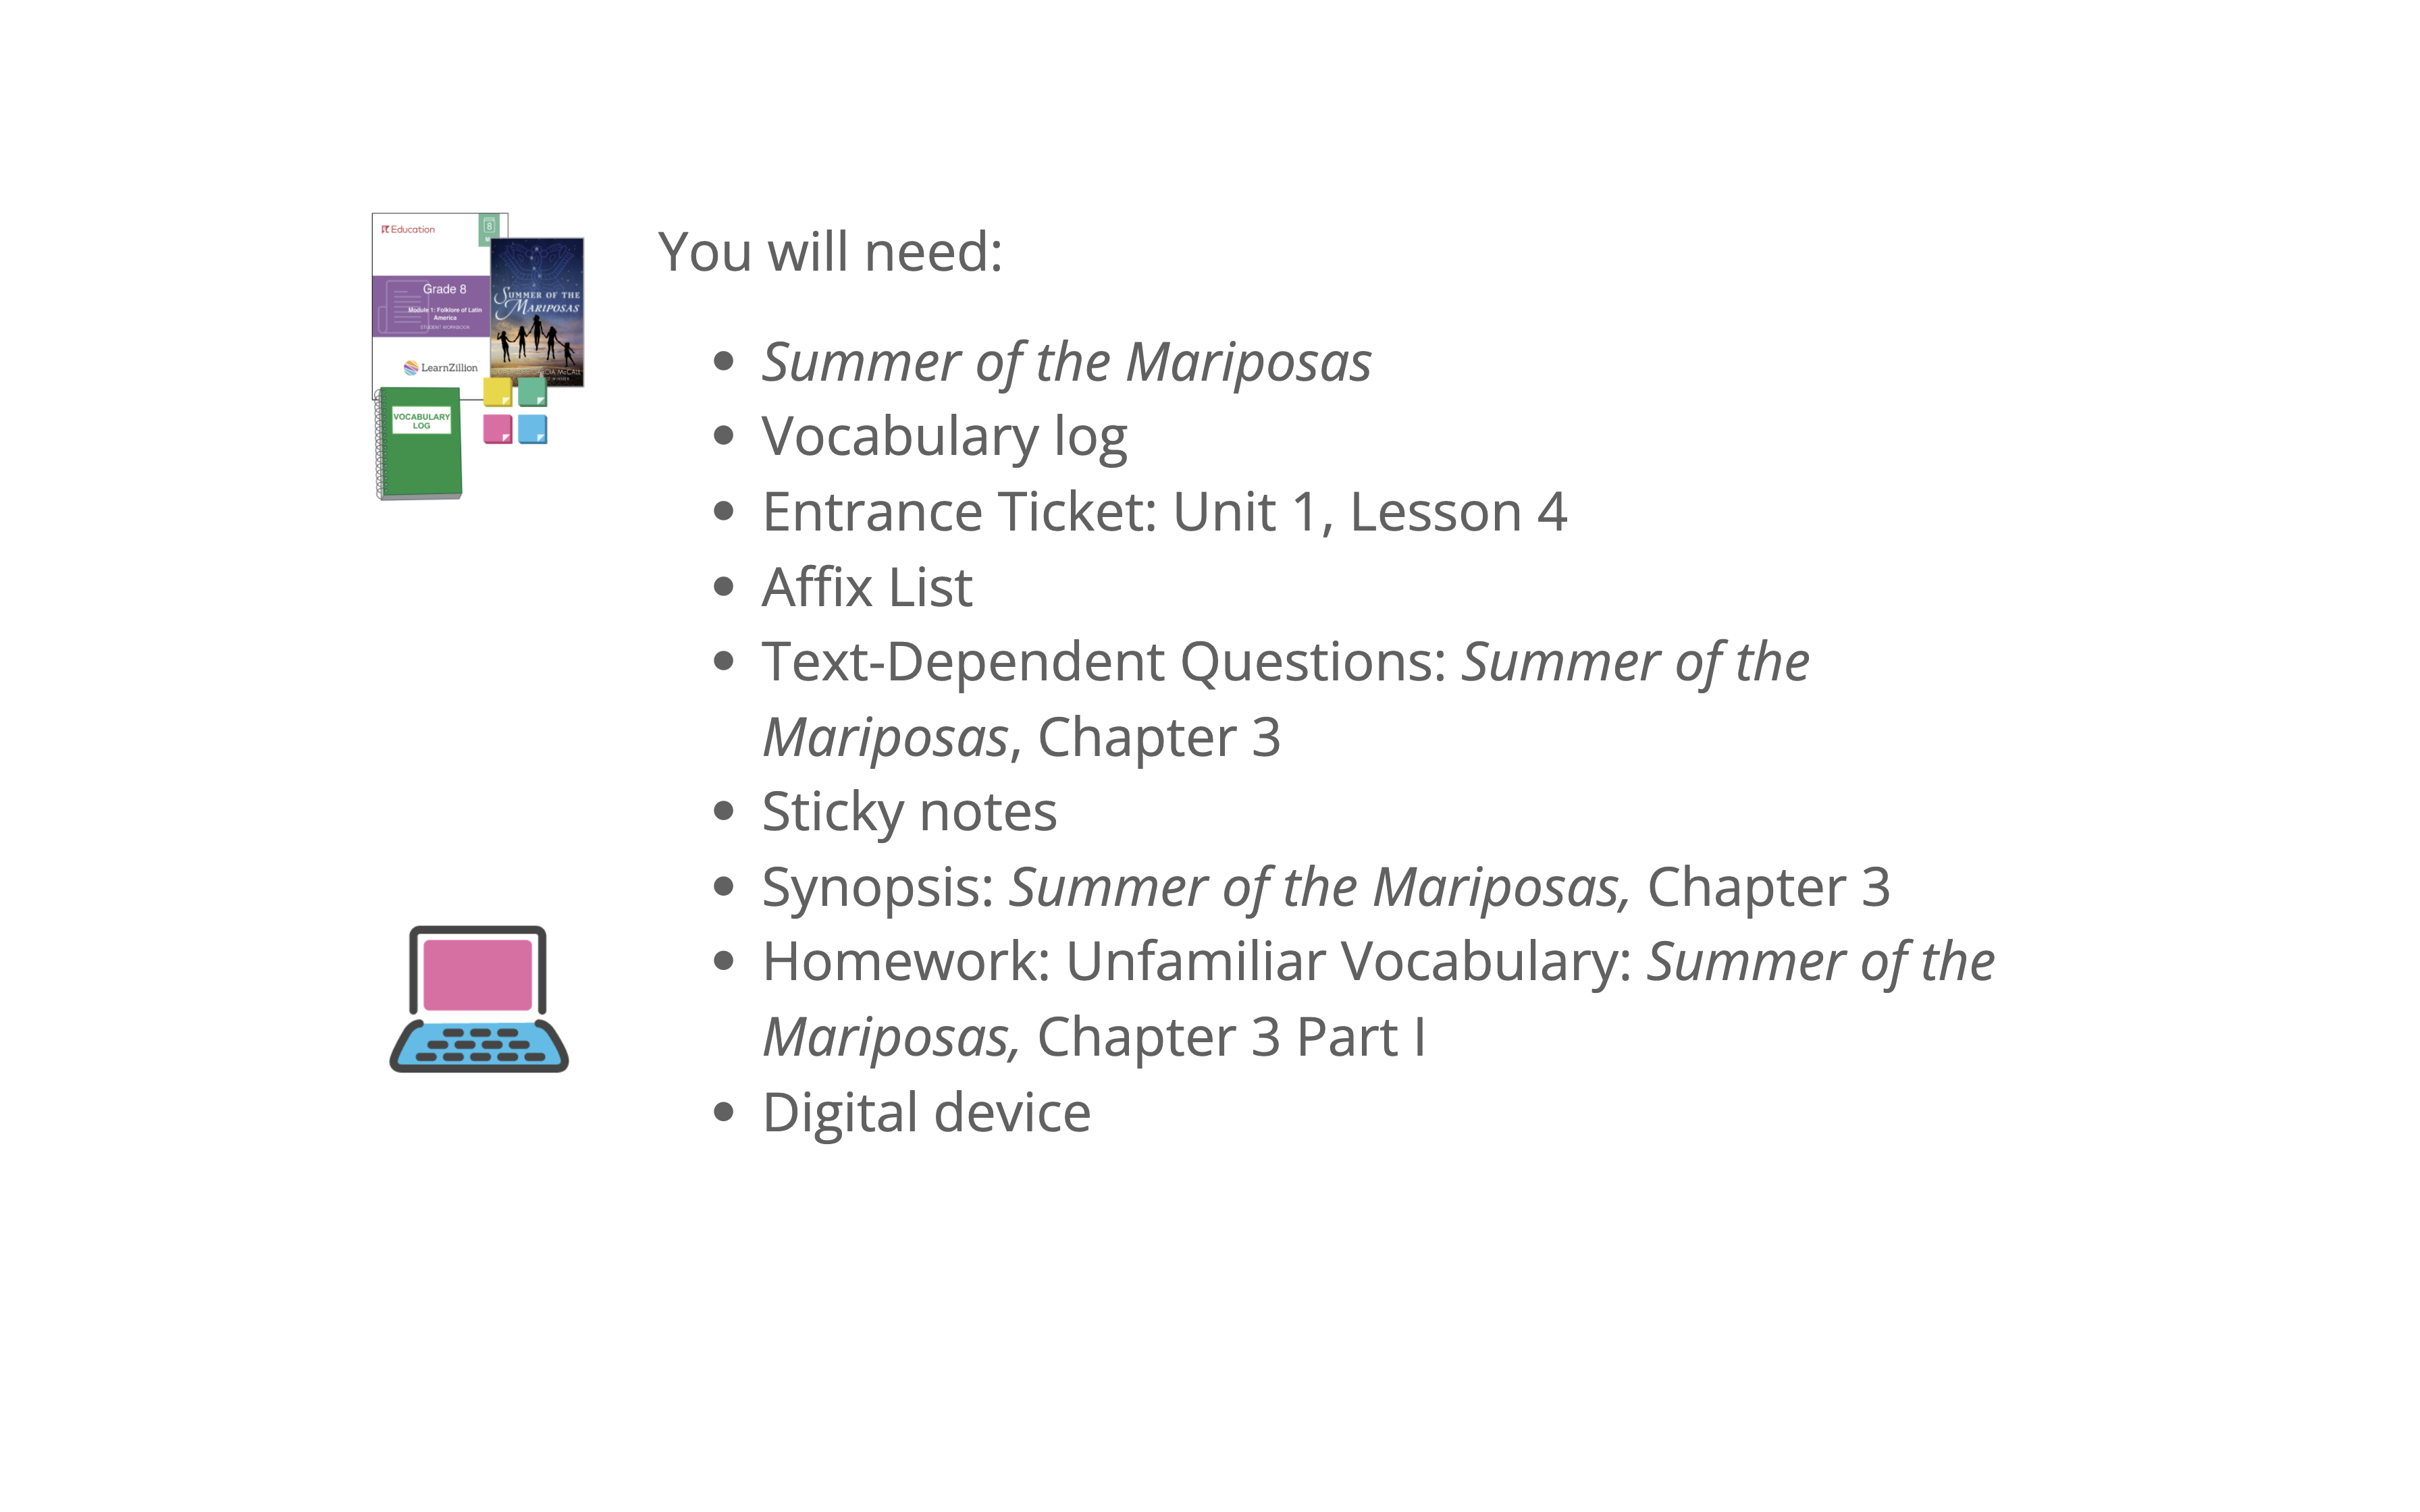 Education
8
Grade 8
Module 1: Folklore of Latin
America
STUDENT WORKBOOK
LearnZillion
SUMMER OF THE
MARIPOSAS
VOCABULARY
LOG
You will need:
Summer of the Mariposas
Vocabulary log
Entrance Ticket: Unit 1, Lesson 4
Affix List
Text-Dependent Questions: Summer of the
Mariposas, Chapter 3
Sticky notes
Synopsis: Summer of the Mariposas, Chapter 3
Homework: Unfamiliar Vocabulary: Summer of the
Mariposas, Chapter 3 Part I
Digital device